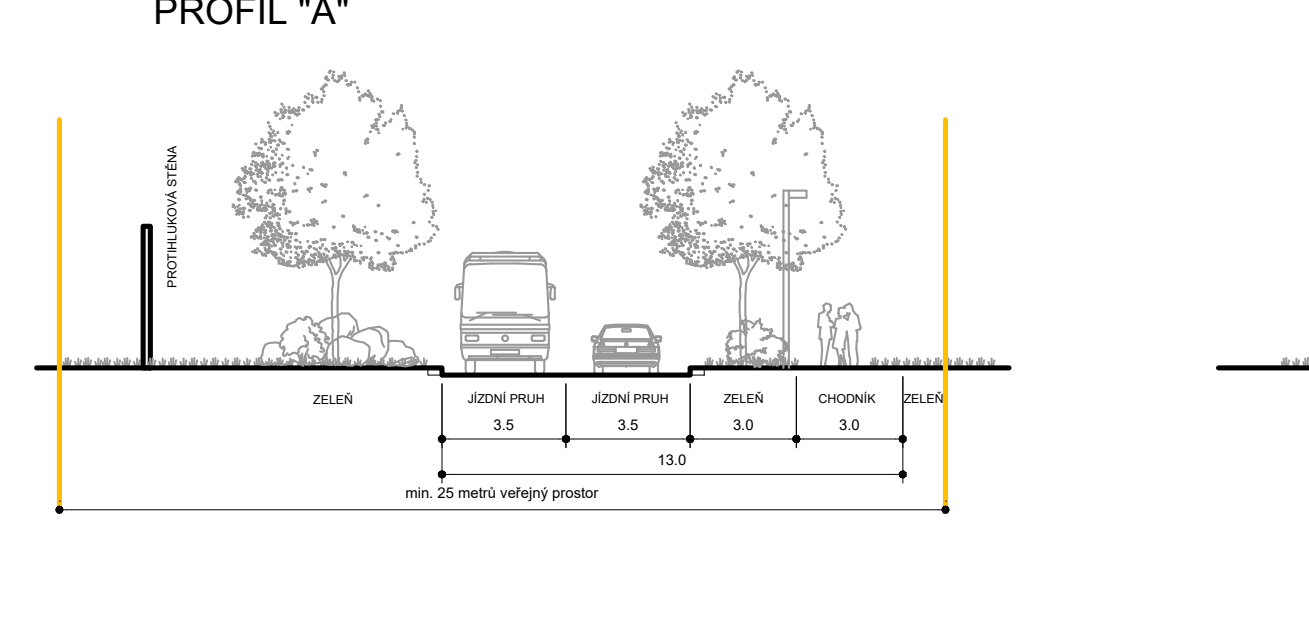 PROFIL "A"
PROTIHLUKOVÁ STĚNA
ZELEŇ
JÍZDNÍ PRUH
JÍZDNÍ PRUH
ZELEŇ
CHODNÍK
ZELEŇ
3.5
3.5
3.0
3.0
13.0
min. 25 metrů veřejný prostor